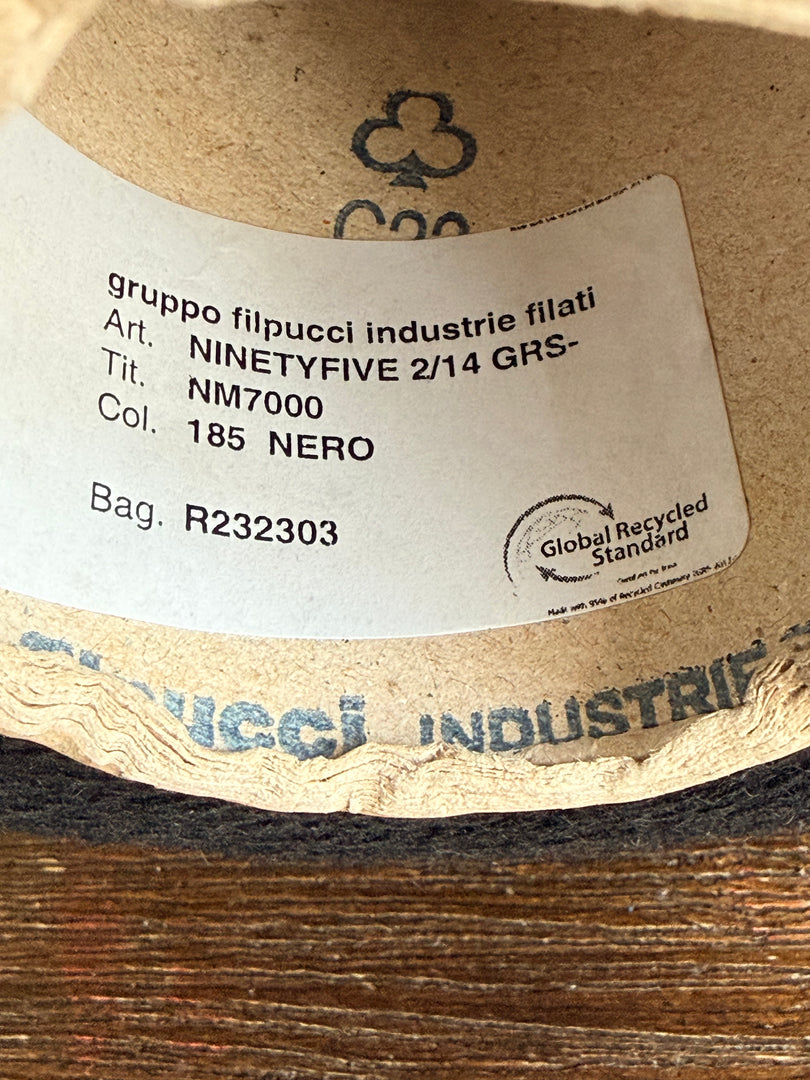 gruppo filpucci industrie filati
Art. NINETYFIVE 2/14 GRS-
Tit. NM7000
Col. 185 NERO
Bag. R232303
Global Recycled
Standard
INDUSTRIE